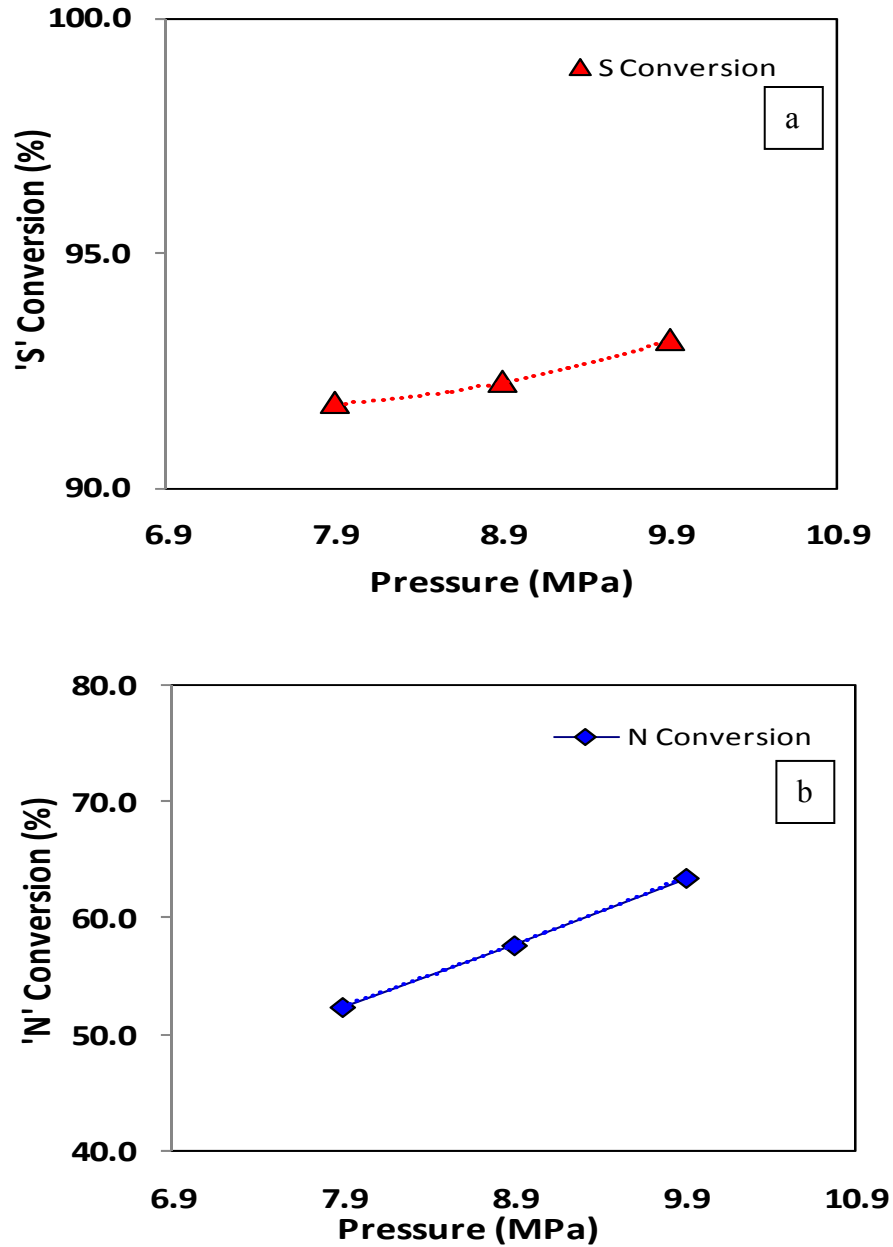 100.0
S Conversion
a
95.0
'S' Conversion (%)
90.0
6.9 7.9 8.9 9.9 10.9
Pressure (MPa)
80.0
N Conversion
b
70.0
60.0
'N' Conversion (%)
50.0
40.0
6.9 7.9 8.9 9.9 10.9
Pressure (MPa)